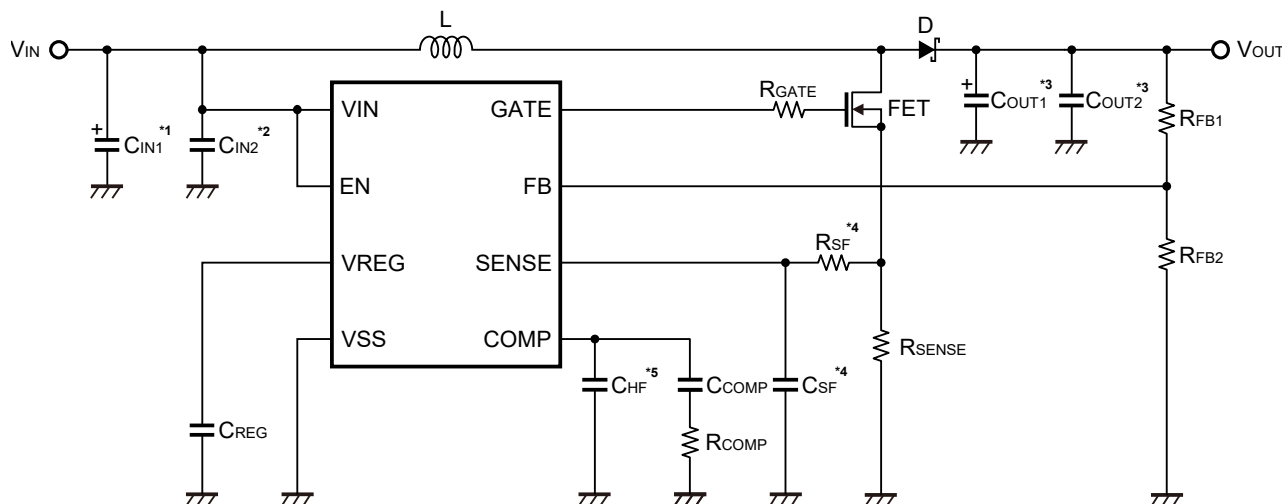 L
D
VIN
VOUT
RGATE
FET
COUT1*3
COUT2*3
RFB1
CIN1*1
CIN2*2
VIN
GATE
EN
FB
VREG
SENSE
VSS
COMP
RSF*4
RFB2
RSENSE
CHF*5
CCOMP
CSF*4
CREG
RCOMP
+
+